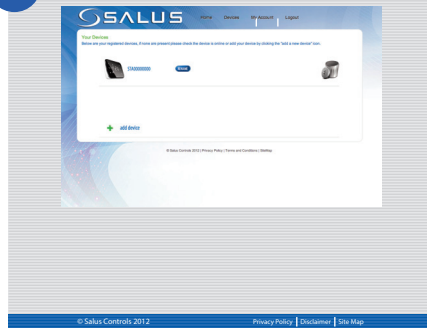 SALUS
Home Devices My Account Logout
Your Devices
Below are your registered devices, if none are present please check the device is online or add your device by clicking the "add a new device" icon.
STA00000000
add device
© Salus Controls 2012 | Privacy Policy | Terms and Conditions | SiteMap
© Salus Controls 2012
Privacy Policy | Disclaimer | Site Map